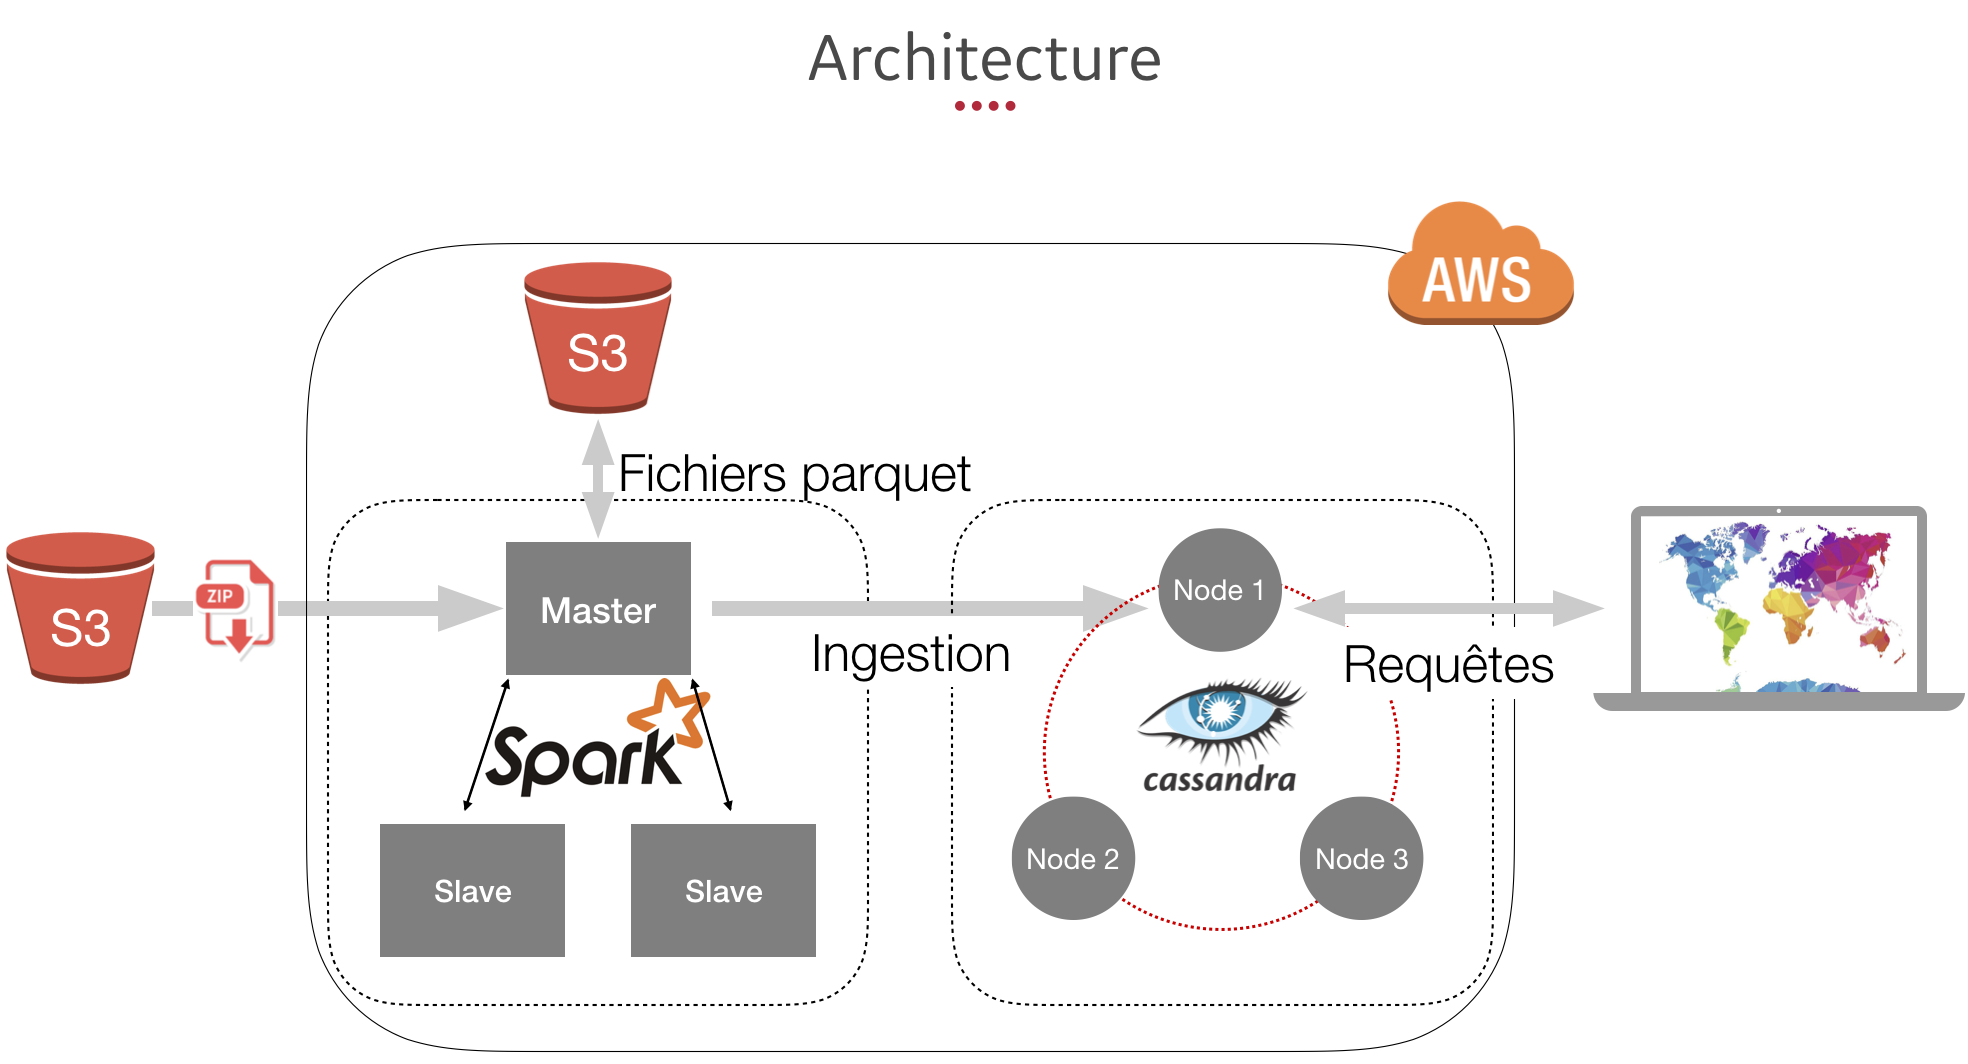 Architecture
AWS
S3
Fichiers parquet
S3
ZIP
Master
Ingestion
Node 1
Requêtes
Spark
cassandra
Slave
Slave
Node 2
Node 3